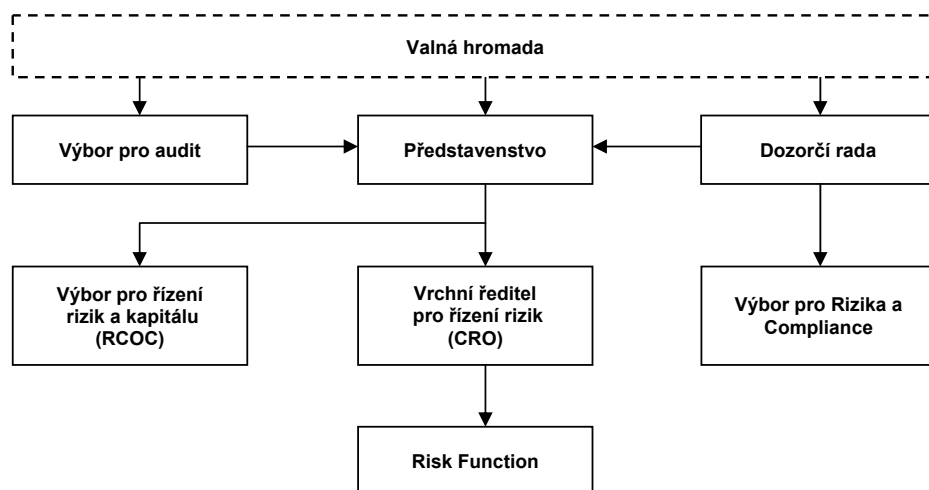 Valná hromada
Výbor pro audit
Představenstvo
Dozorčí rada
Výbor pro řízení
rizik a kapitálu
(RCOC)
Vrchní ředitel
pro řízení rizik
(CRO)
Výbor pro Rizika a
Compliance
Risk Function